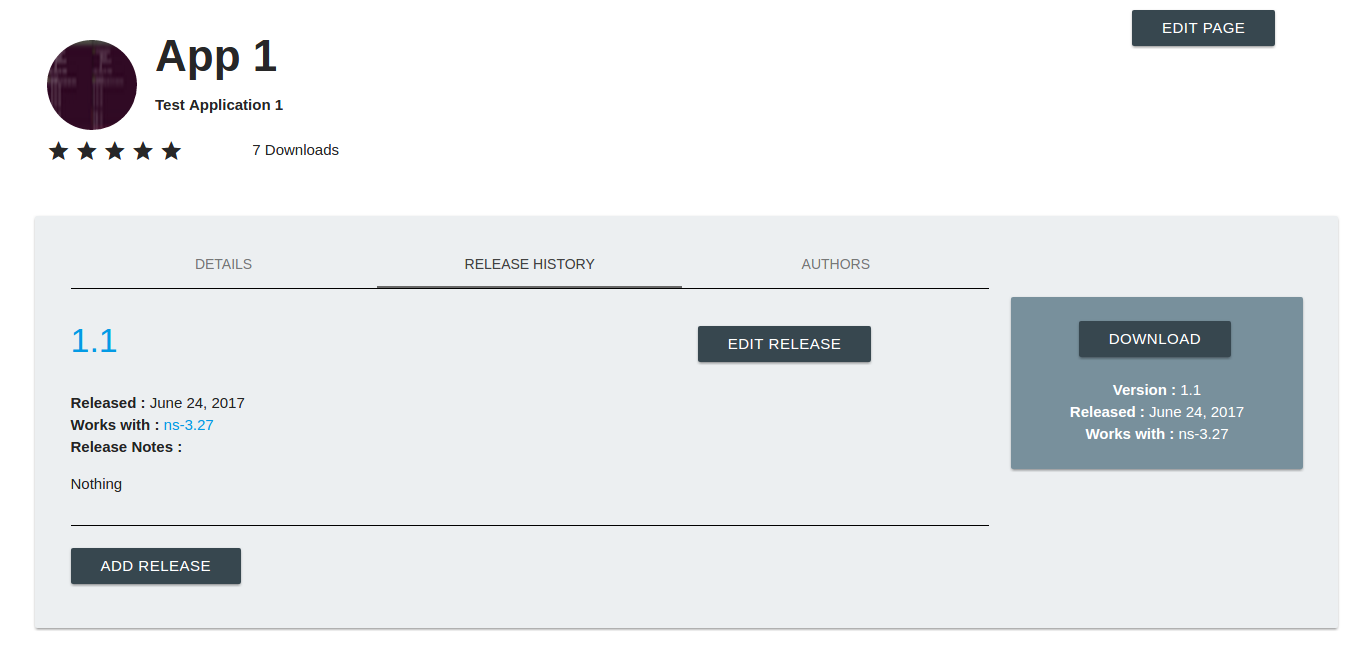 EDIT PAGE
App 1
Test Application 1
7 Downloads
DETAILS
RELEASE HISTORY
AUTHORS
1.1
EDIT RELEASE
Released : June 24, 2017
Works with : ns-3.27
Release Notes :
Nothing
ADD RELEASE
DOWNLOAD
Version : 1.1
Released : June 24, 2017
Works with : ns-3.27